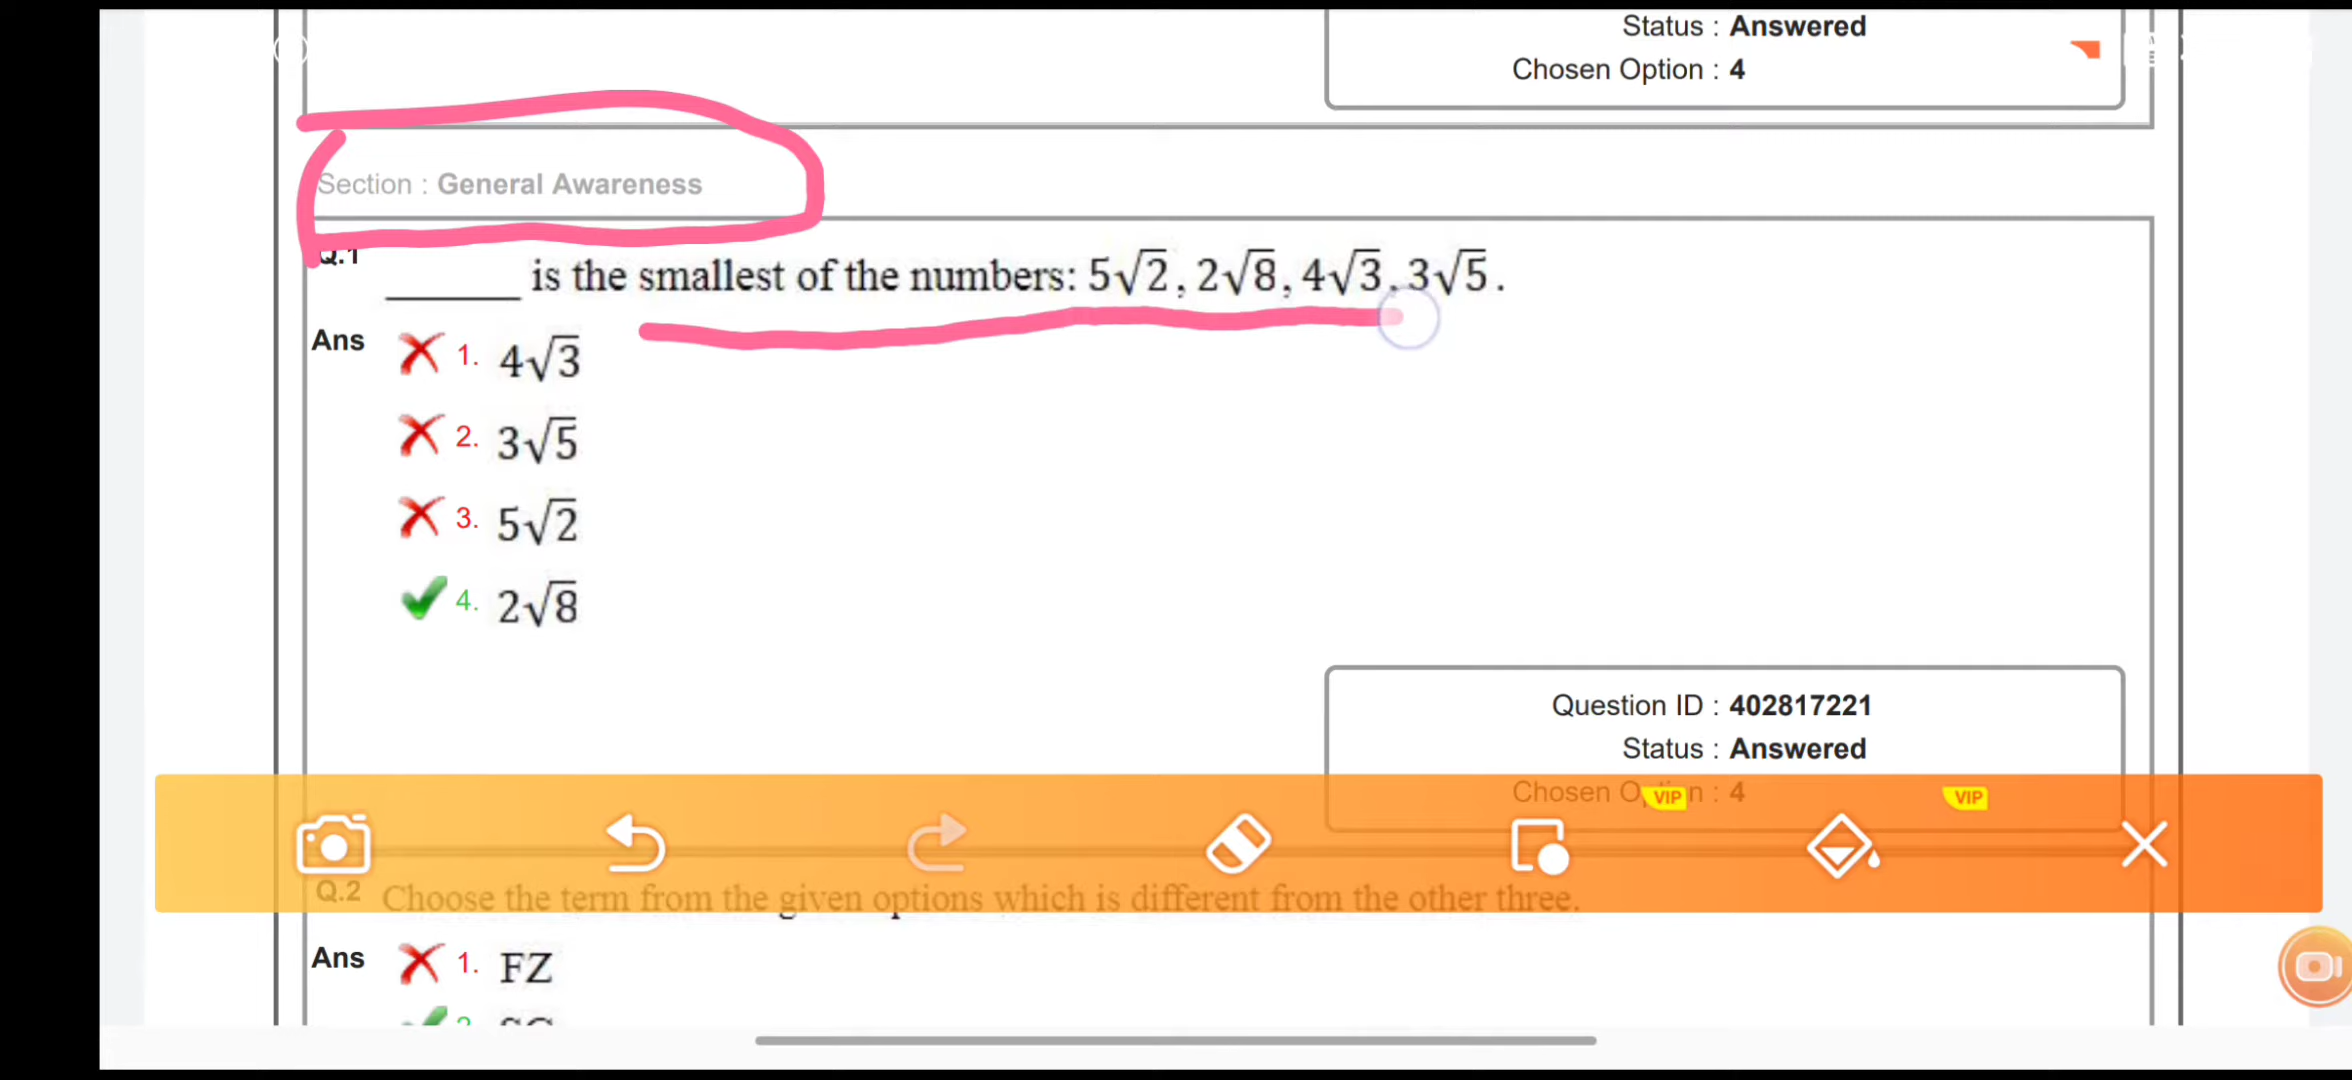 Status : Answered
Chosen Option : 4
Section : General Awareness
Q.1
______ is the smallest of the numbers: 5√2, 2√8, 4√3, 3√5.
Ans
1. 4√3
2. 3√5
3. 5√2
4. 2√8
Question ID : 402817221
Status : Answered
Chosen O n : 4
VIP
VIP
Q.2 Choose the term from the given options which is different from the other three.
Ans
1. FZ